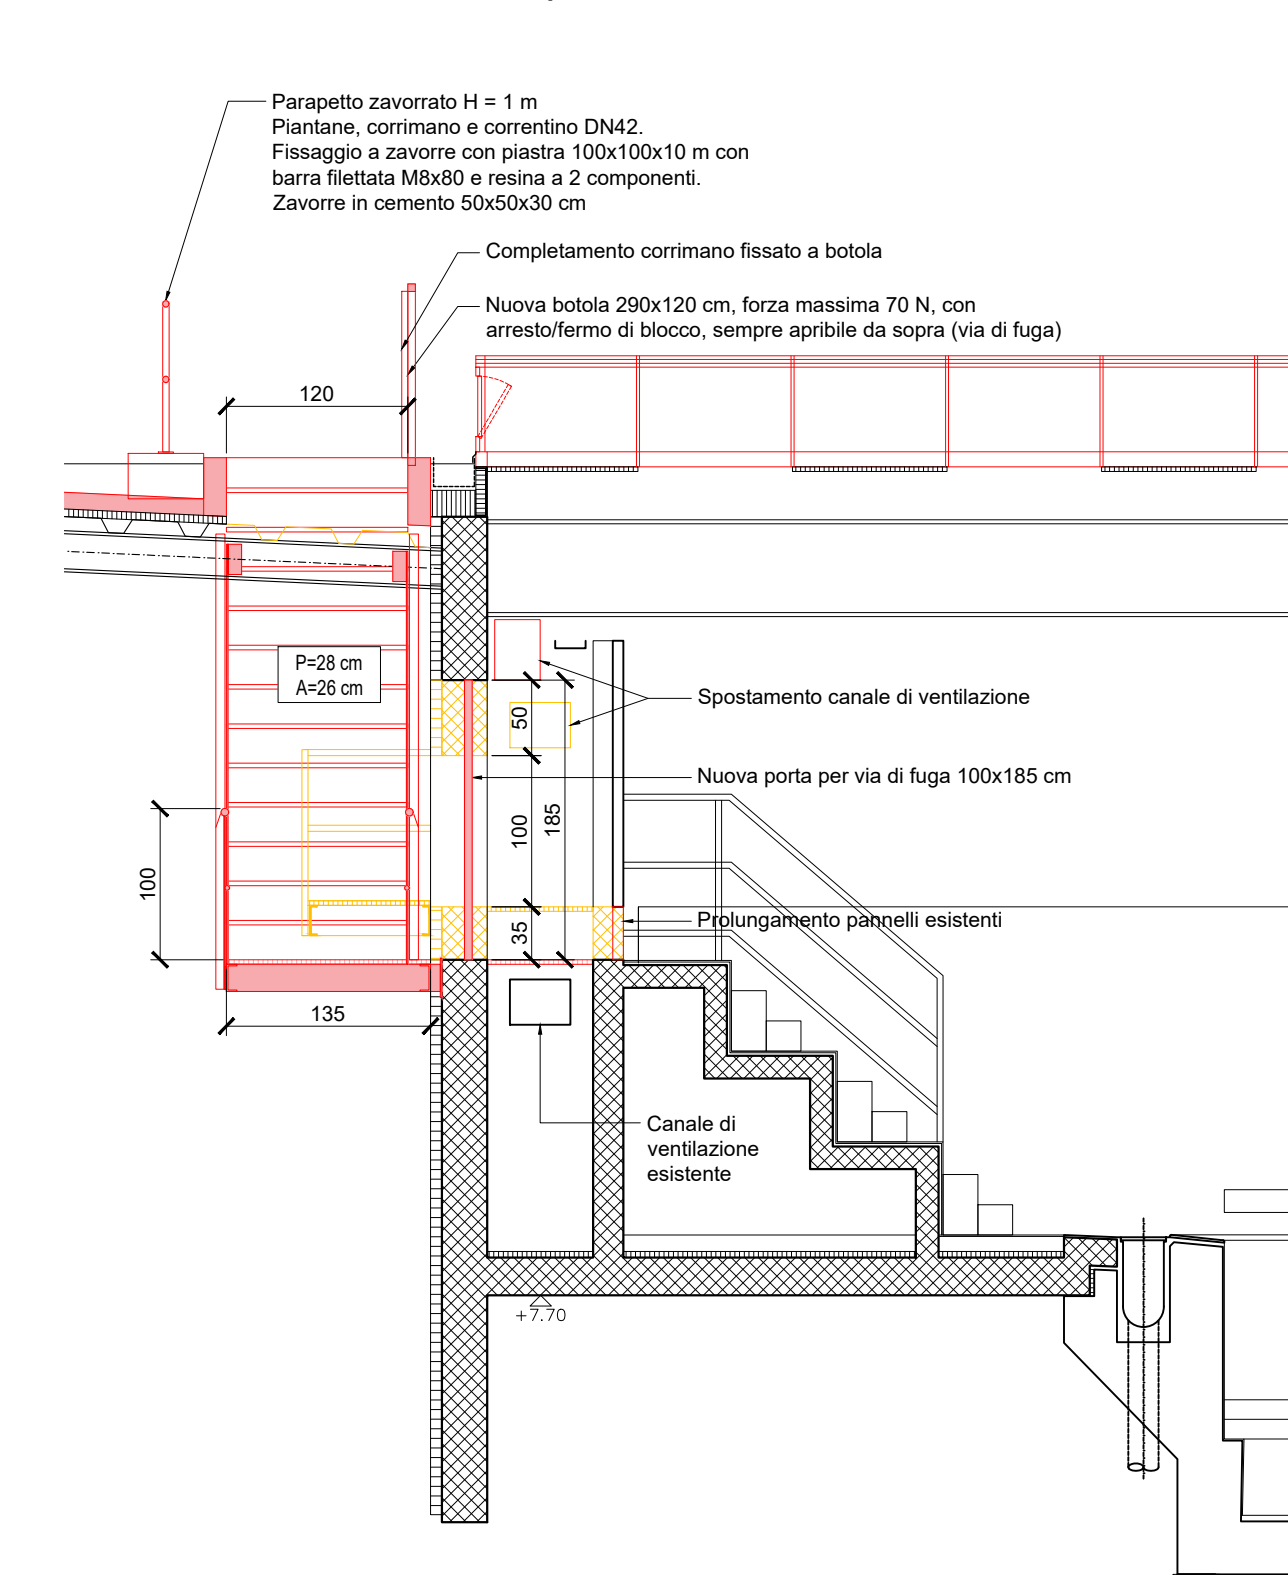 Parapetto zavorrato H = 1 m
Piantane, corrimano e correntino DN42.
Fissaggio a zavorre con piastra 100x100x10 m con
barra filettata M8x80 e resina a 2 componenti.
Zavorre in cemento 50x50x30 cm
Completamento corrimano fissato a botola
Nuova botola 290x120 cm, forza massima 70 N, con
arresto/fermo di blocco, sempre apribile da sopra (via di fuga)
120
P=28 cm
A=26 cm
Spostamento canale di ventilazione
50
Nuova porta per via di fuga 100x185 cm
100
185
100
Prolungamento pannelli esistenti
35
135
Canale di
ventilazione
esistente
+7.70